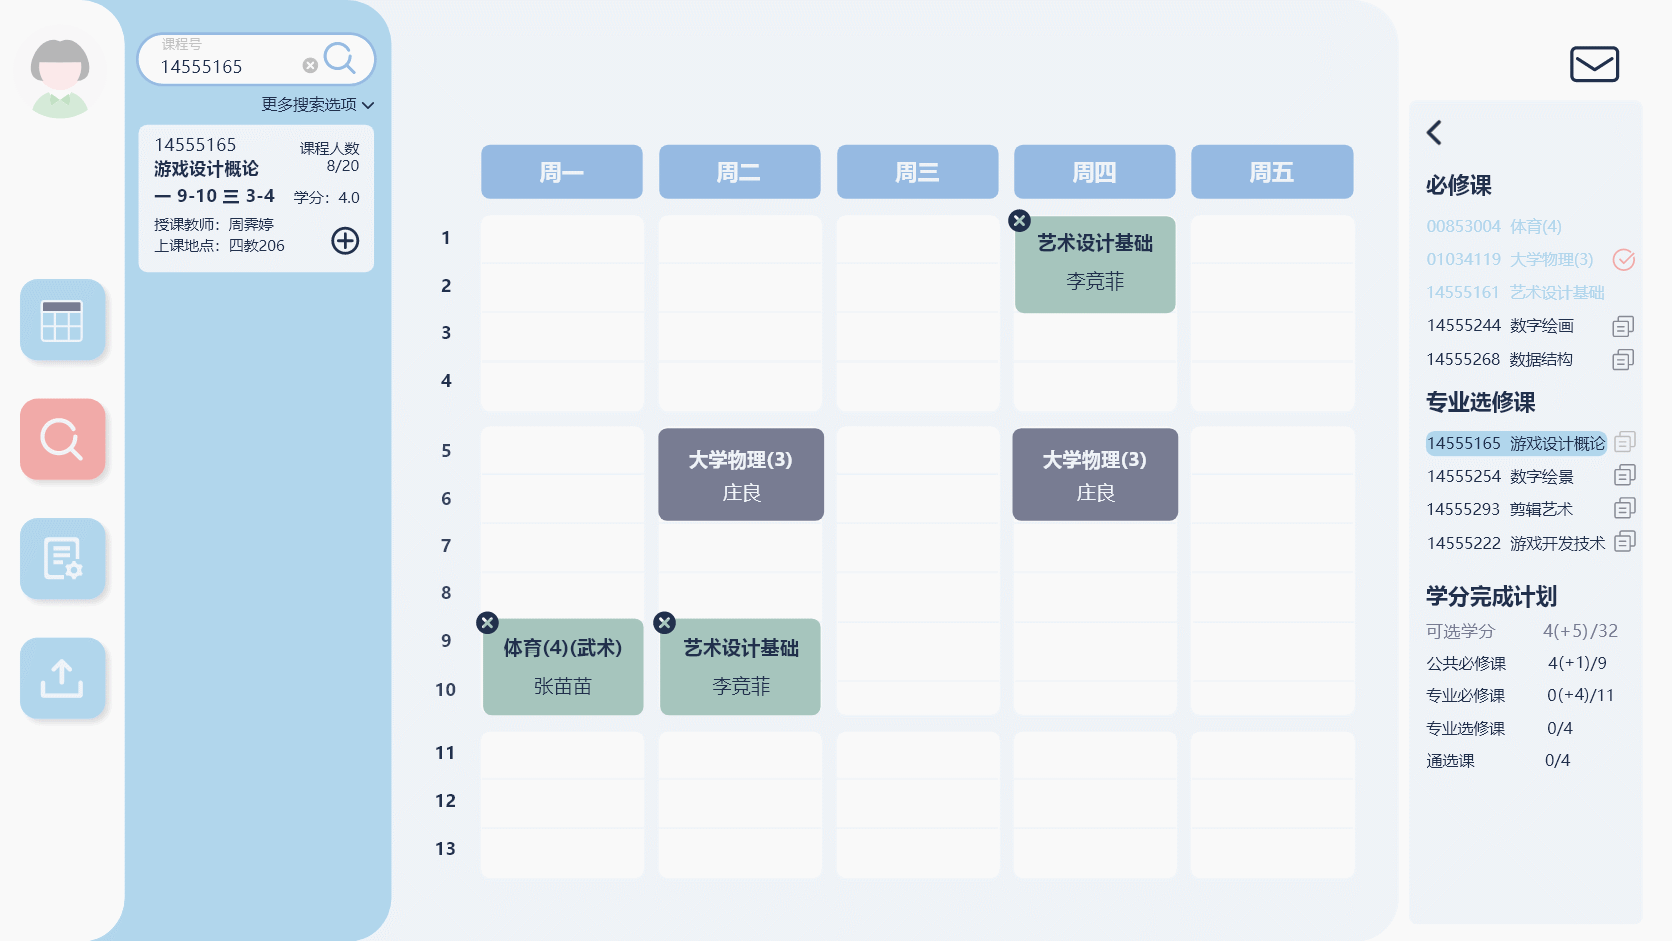 课程号
14555165
更多搜索选项
14555165
课程人数
游戏设计概论
8/20
一 9-10 三 3-4
学分：4.0
授课教师：周霁婷
上课地点：四教206
周一
周二
周三
周四
周五
1
2
3
4
5
6
7
8
9
10
11
12
13
艺术设计基础
李竞菲
大学物理(3)
庄良
大学物理(3)
庄良
体育(4)(武术)
张苗苗
艺术设计基础
李竞菲
必修课
00853004 体育(4)
01034119 大学物理(3)
14555161 艺术设计基础
14555244 数字绘画
14555268 数据结构
专业选修课
14555165 游戏设计概论
14555254 数字绘景
14555293 剪辑艺术
14555222 游戏开发技术
学分完成计划
可选学分 4(+5)/32
公共必修课 4(+1)/9
专业必修课 0(+4)/11
专业选修课 0/4
通选课 0/4